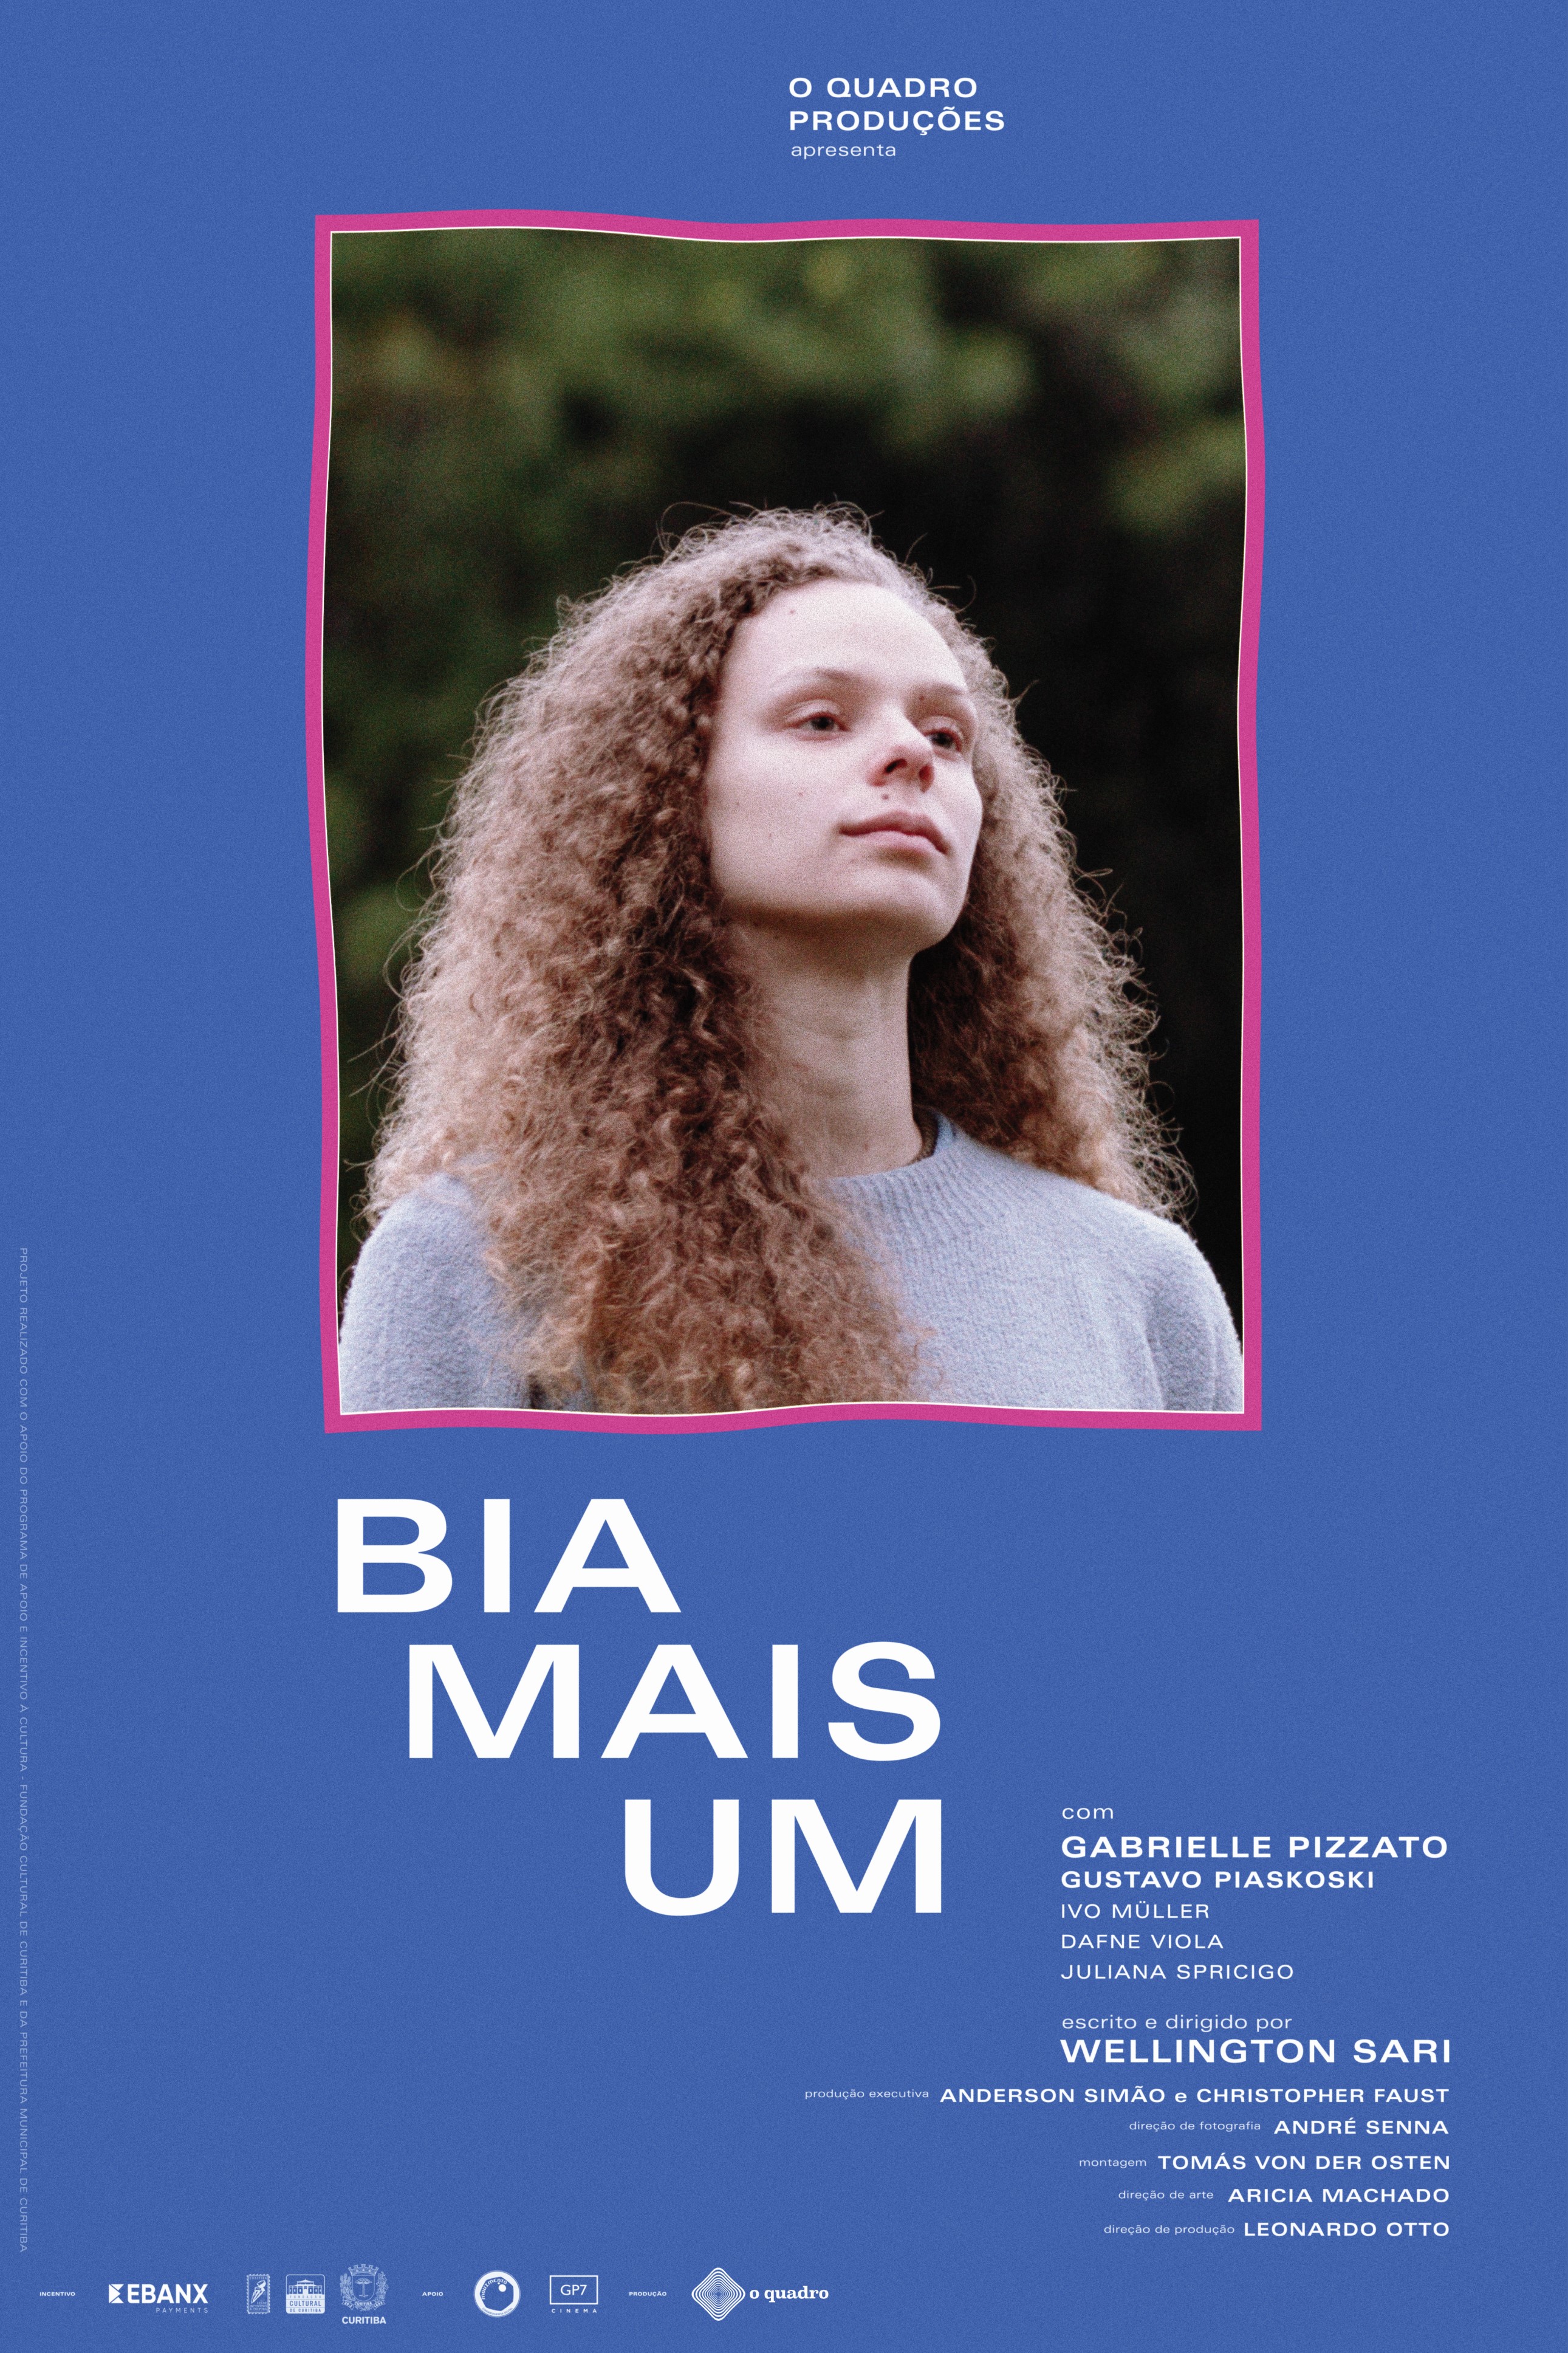 O QUADRO
PRODUÇÕES
apresenta
BIA
MAIS
UM
com
GABRIELLE PIZZATO
GUSTAVO PIASKOSKI
IVO MÜLLER
DAFNE VIOLA
JULIANA SPRICIGO
escrito e dirigido por
WELLINGTON SARI
produção executiva ANDERSON SIMÃO e CHRISTOPHER FAUST
direção de fotografia ANDRÉ SENNA
montagem TOMÁS VON DER OSTEN
direção de arte ARICIA MACHADO
direção de produção LEONARDO OTTO
PROJETO REALIZADO COM O APOIO DO PROGRAMA DE APOIO E INCENTIVO A CULTURA - FUNDAÇÃO CULTURAL DE CURITIBA E DA PREFEITURA MUNICIPAL DE CURITIBA
INCENTIVO
EBANX
PAYMENTS
CULTURAL
DE CURITIBA
CURITIBA
APOIO
GP7
CINEMA
PRODUÇÃO
o quadro